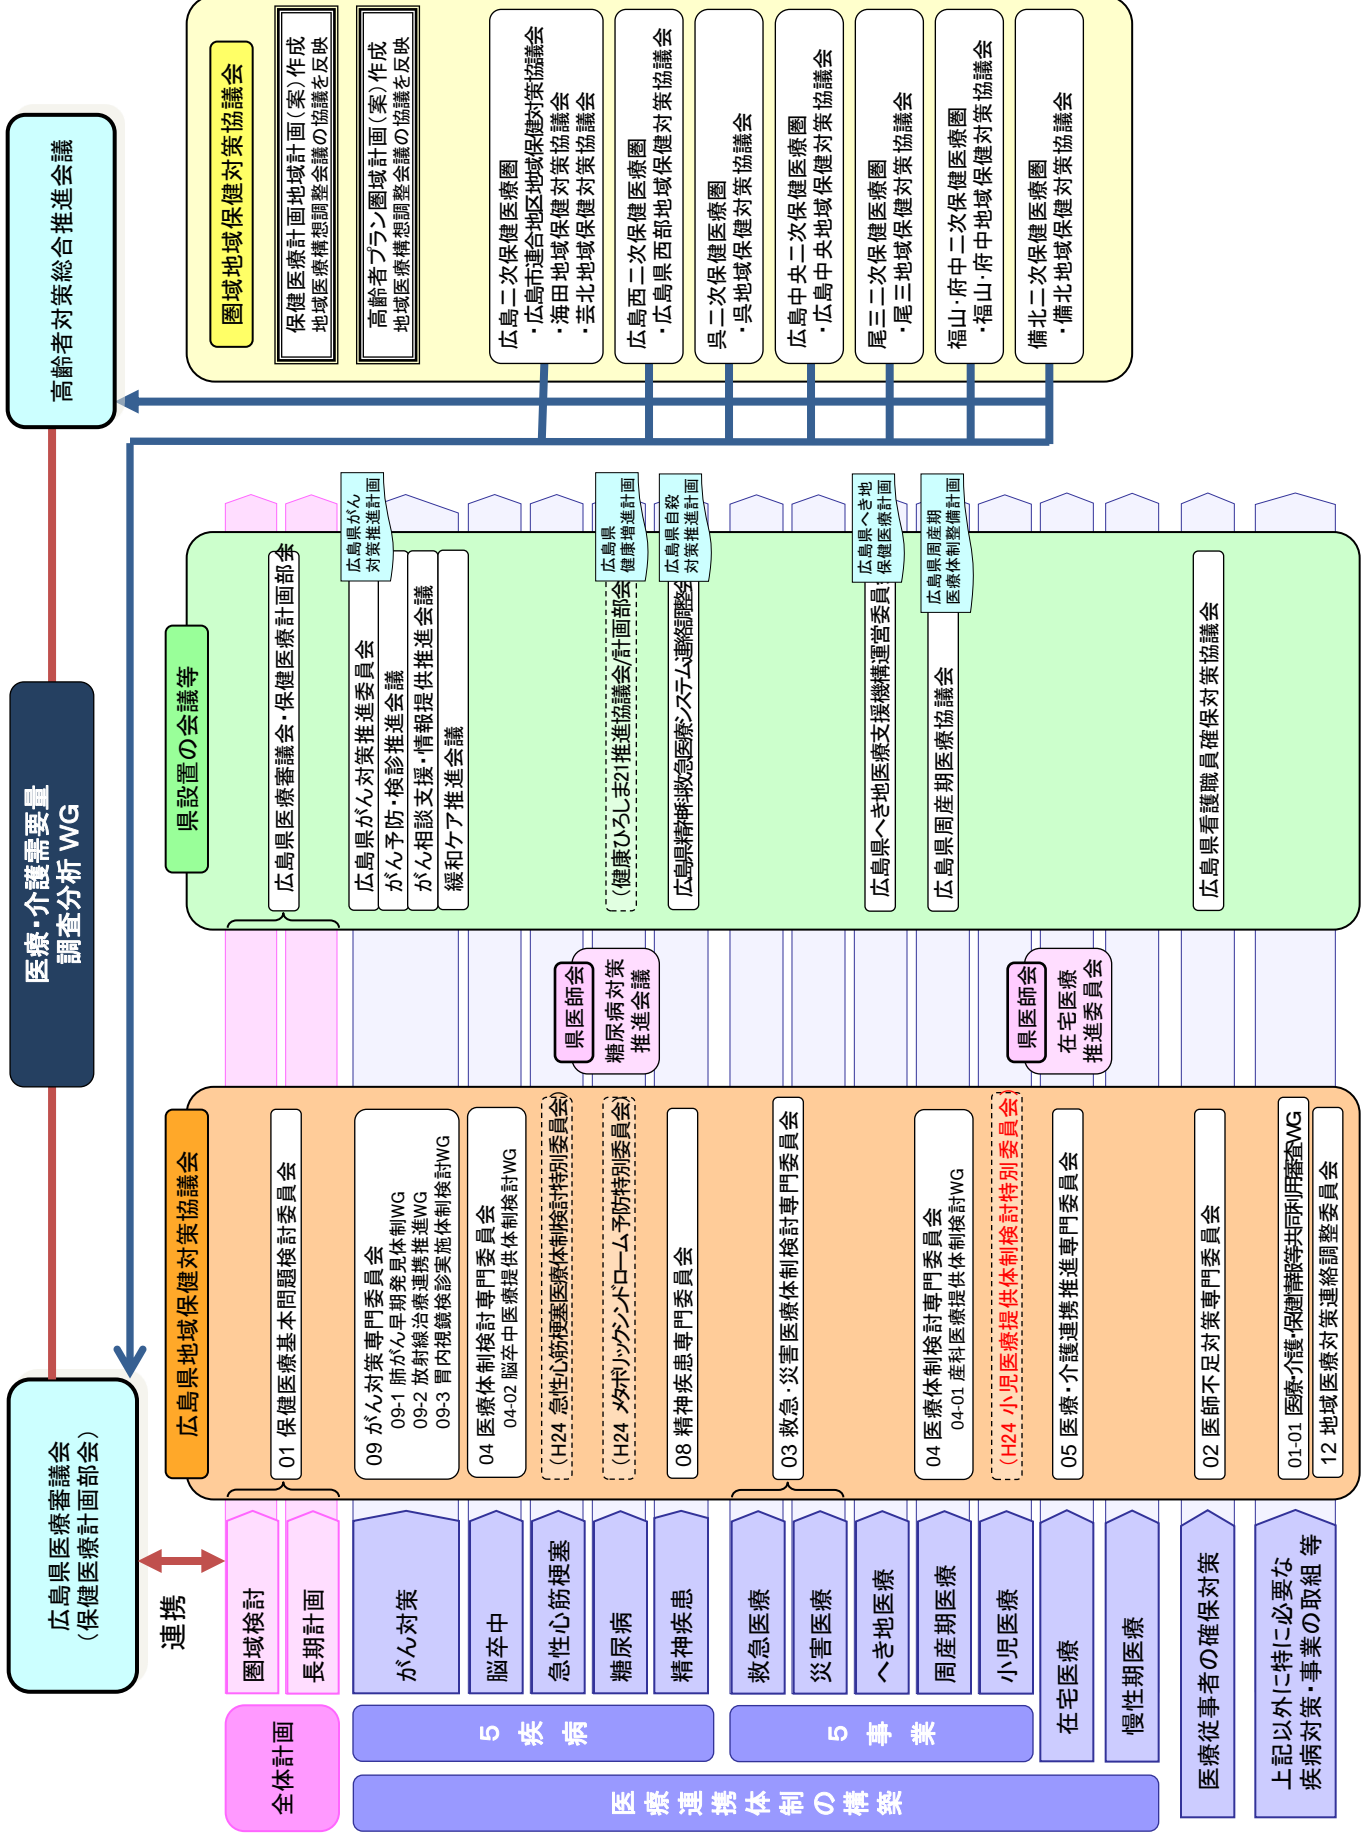 広島県医療審議会
（保健医療計画部会）
医療・介護需要量
調査分析 WG
高齢者対策総合推進会議
連携
全体計画
圏域検討
長期計画
医療連携体制の構築
５　疾　病
がん対策
脳卒中
急性心筋梗塞
糖尿病
精神疾患
５　事　業
救急医療
災害医療
へき地医療
周産期医療
小児医療
在宅医療
慢性期医療
医療従事者の確保対策
上記以外に特に必要な
疾病対策・事業の取組 等
広島県地域保健対策協議会
01 保健医療基本問題検討委員会
09 がん対策専門委員会
09-1 肺がん早期発見体制WG
09-2 放射線治療連携推進WG
09-3 胃内視鏡検診実施体制検討WG
04 医療体制検討専門委員会
04-02 脳卒中医療提供体制検討WG
（H24 急性心筋梗塞医療体制検討特別委員会）
（H24 メタボリックシンドローム予防特別委員会）
08 精神疾患専門委員会
03 救急・災害医療体制検討専門委員会
04 医療体制検討専門委員会
04-01 産科医療提供体制検討WG
（H24 小児医療提供体制検討特別委員会）
05 医療・介護連携推進専門委員会
02 医師不足対策専門委員会
01-01 医療・介護・保健情報等共同利用審査WG
12 地域医療対策連絡調整委員会
県医師会
糖尿病対策
推進会議
県医師会
在宅医療
推進委員会
県設置の会議等
広島県医療審議会・保健医療計画部会
広島県がん対策推進委員会
がん予防・検診推進会議
がん相談支援・情報提供推進会議
緩和ケア推進会議
（健康ひろしま21推進協議会/計画部会）
広島県精神科救急医療システム連絡調整会
広島県へき地医療支援機構運営委員
広島県周産期医療協議会
広島県看護職員確保対策協議会
広島県がん
対策推進計画
広島県
健康増進計画
広島県自殺
対策推進計画
広島県へき地
保健医療計画
広島県周産期
医療体制整備計画
圏域地域保健対策協議会
保健医療計画地域計画（案）作成
地域医療構想調整会議の協議を反映
高齢者プラン圏域計画（案）作成
地域医療構想調整会議の協議を反映
広島二次保健医療圏
・広島市連合地区地域保健対策協議会
・海田地域保健対策協議会
・芸北地域保健対策協議会
広島西二次保健医療圏
・広島県西部地域保健対策協議会
呉二次保健医療圏
・呉地域保健対策協議会
広島中央二次保健医療圏
・広島中央地域保健対策協議会
尾三二次保健医療圏
・尾三地域保健対策協議会
福山・府中二次保健医療圏
・福山・府中地域保健対策協議会
備北二次保健医療圏
・備北地域保健対策協議会